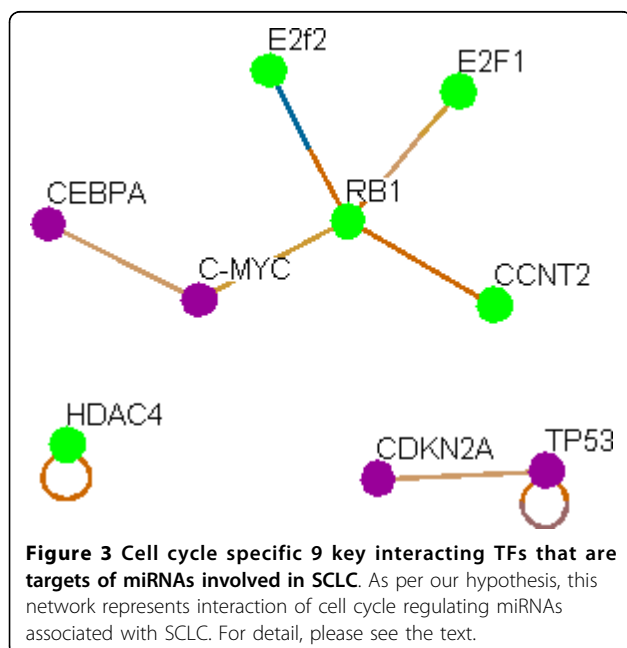 E2f2
E2F1
RB1
CEBPA
C-MYC
CCNT2
HDAC4
CDKN2A
TP53
Figure 3 Cell cycle specific 9 key interacting TFs that are
targets of miRNAs involved in SCLC. As per our hypothesis, this
network represents interaction of cell cycle regulating miRNAs
associated with SCLC. For detail, please see the text.